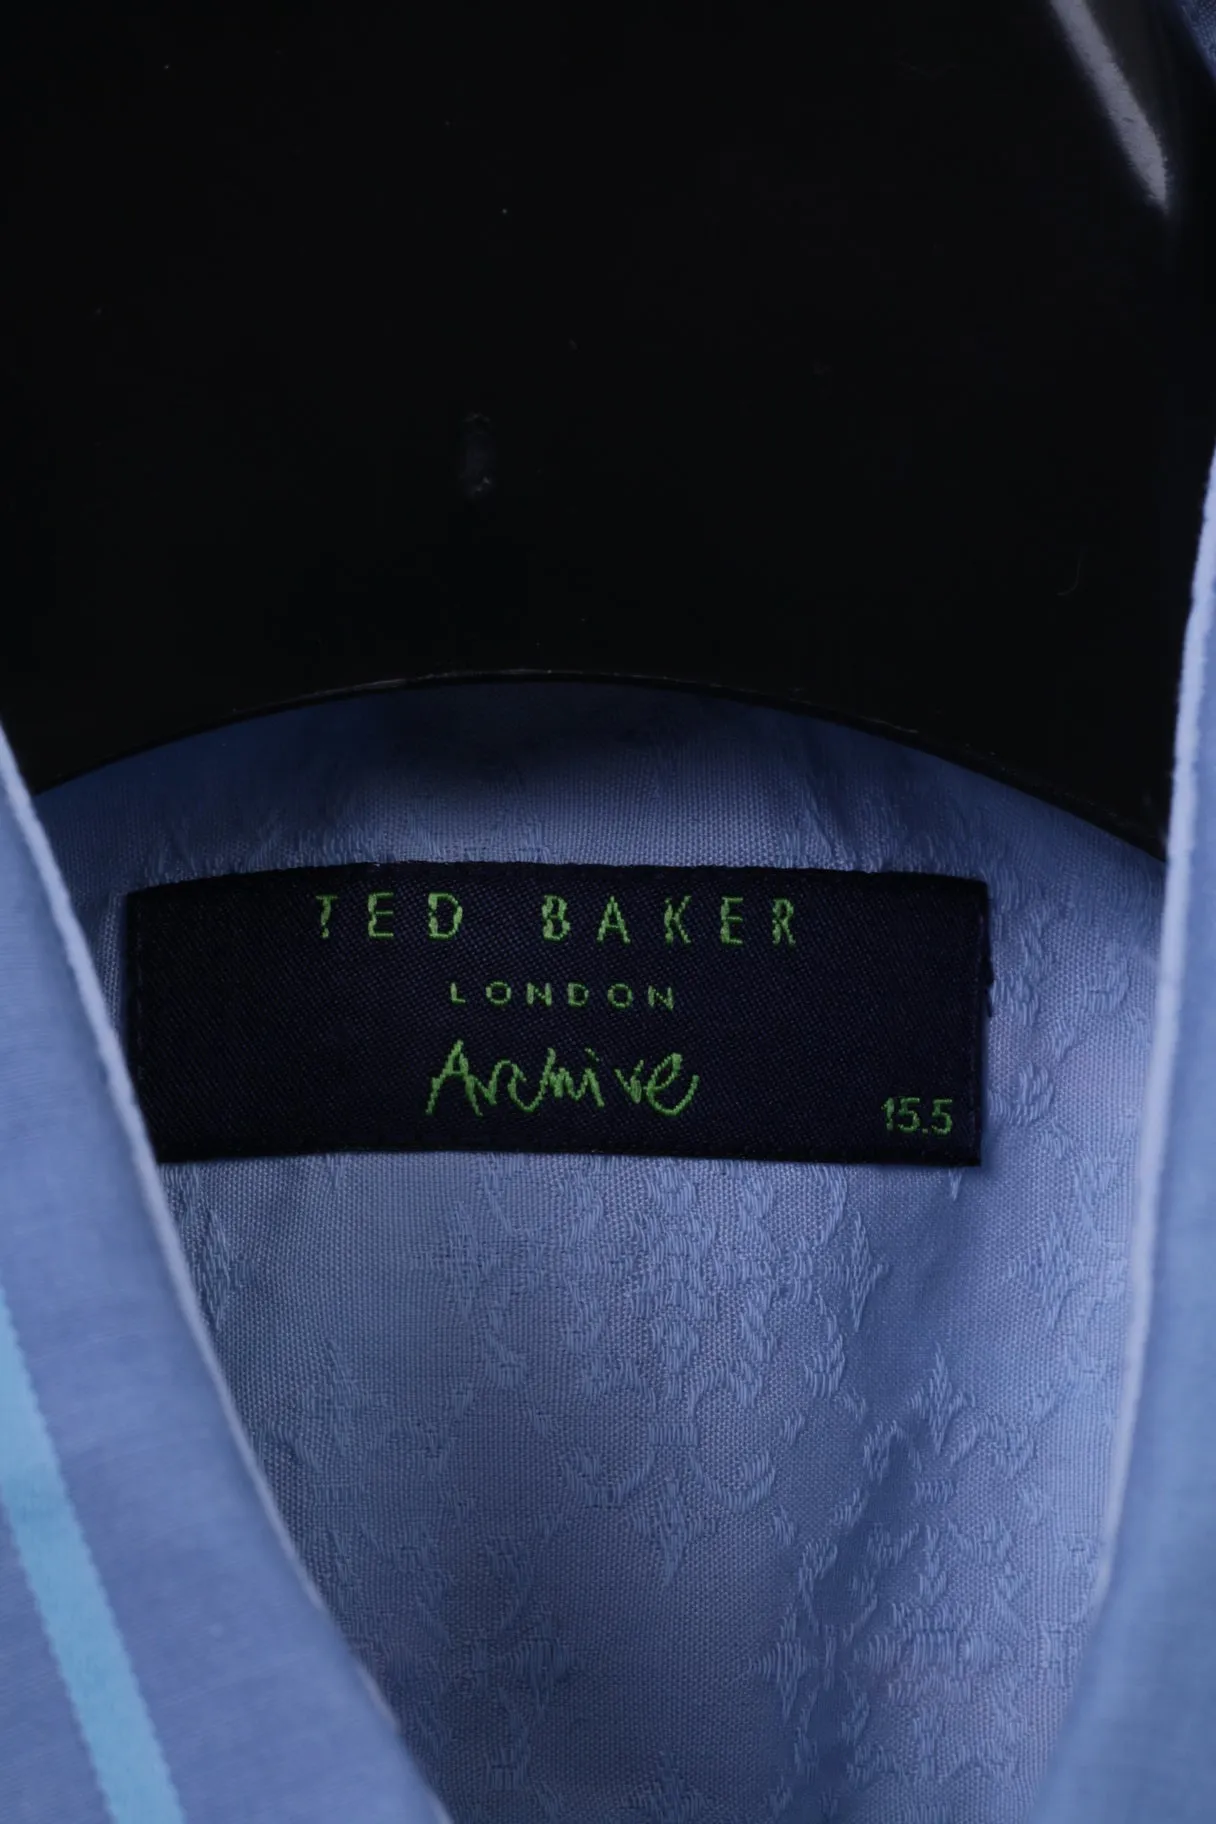 TED BAKER
LONDON
Archive
15.5